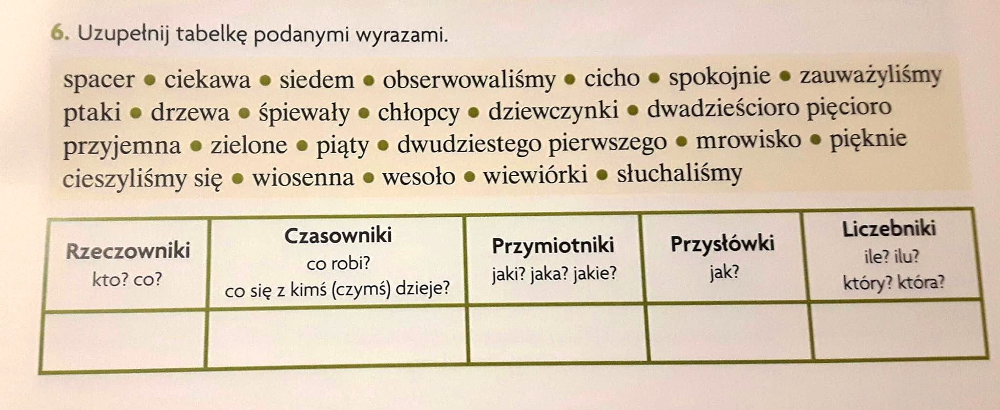 6. Uzupełnij tabelkę podanymi wyrazami.
spacer • ciekawa • siedem • obserwowaliśmy • cicho • spokojnie • zauważyliśmy
ptaki • drzewa • śpiewały • chłopcy • dziewczynki • dwadzieścioro pięcioro
przyjemna • zielone • piąty • dwudziestego pierwszego • mrowisko • pięknie
cieszyliśmy się • wiosenna • wesoło • wiewiórki • słuchaliśmy
Rzeczowniki
kto? co?
Czasowniki
co robi?
co się z kimś (czymś) dzieje?
Przymiotniki
jaki? jaka? jakie?
Przysłówki
jak?
Liczebniki
ile? ilu?
który? która?